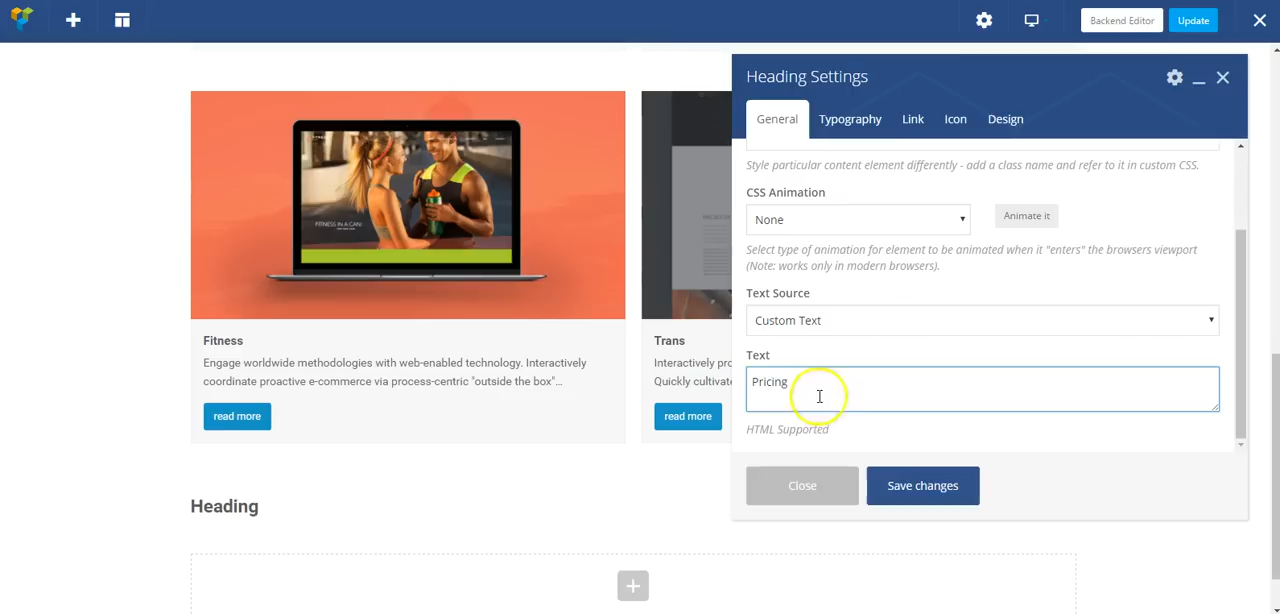 Backend Editor
Update
Heading Settings
General
Typography
Link
Icon
Design
Style particular content element differently - add a class name and refer to it in custom CSS.
CSS Animation
None
Animate it
Select type of animation for element to be animated when it "enters" the browsers viewport
(Note: works only in modern browsers).
Text Source
Custom Text
Text
Pricing
HTML Supported
Close
Save changes
FITNESS IN A CAN!
Fitness
Engage worldwide methodologies with web-enabled technology. Interactively
coordinate proactive e-commerce via process-centric "outside the box"...
read more
Trans
Interactively pro
Quickly cultivate
read more
Heading